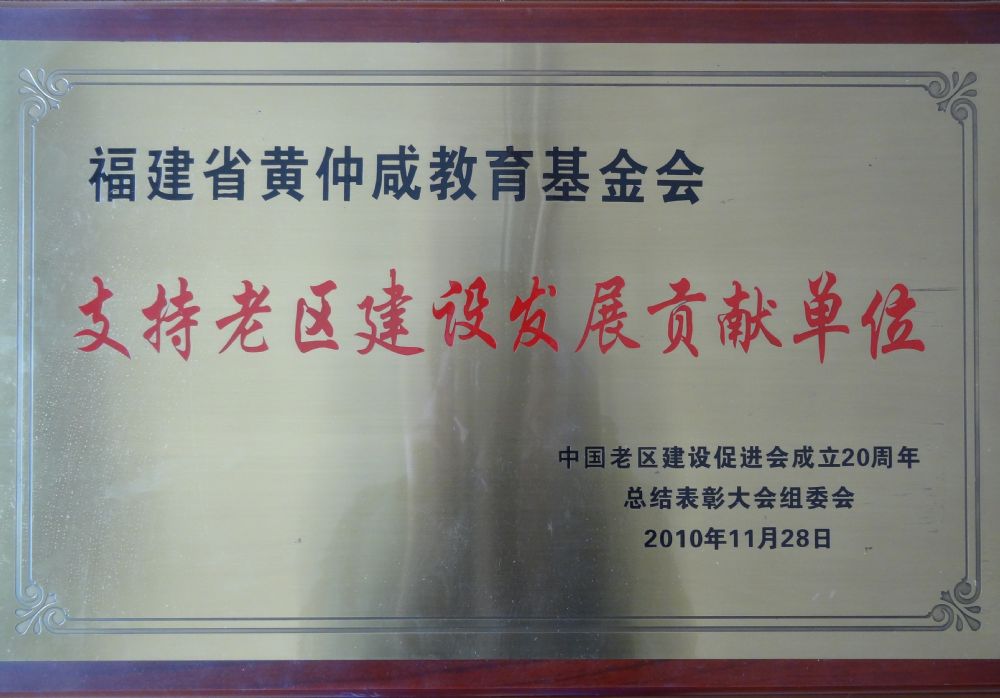 福建省黄仲咸教育基金会
支持老区建设发展贡献单位
中国老区建设促进会成立20周年
总结表彰大会组委会
2010年11月28日